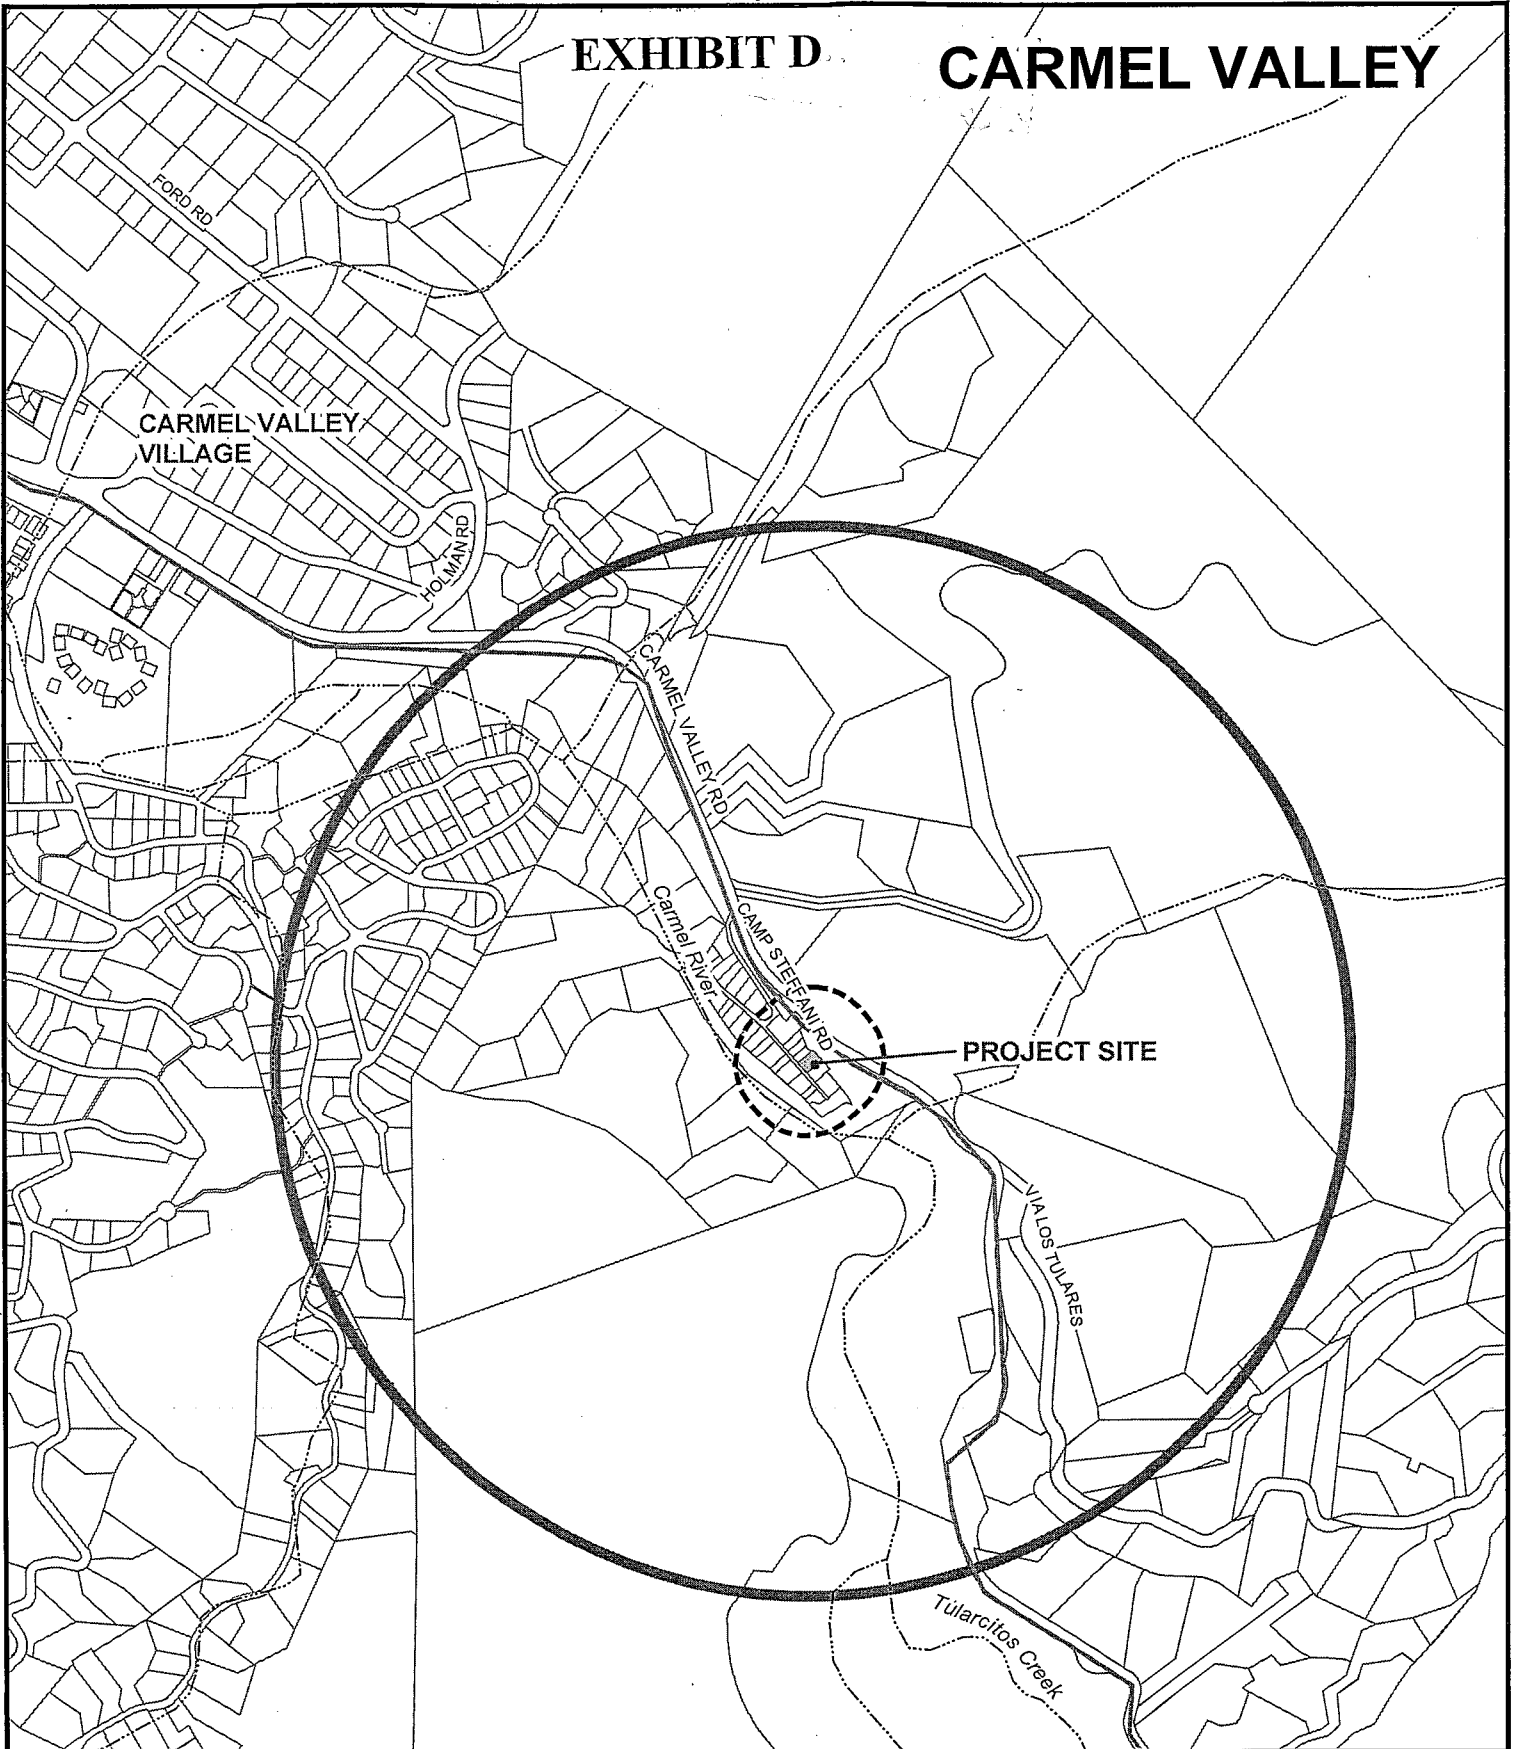 EXHIBIT D
CARMEL VALLEY
FORD RD
CARMEL VALLEY
VILLAGE
HOLMAN RD
CARMEL VALLEY RD
Carmel River
CAMP STEFFANI RD
PROJECT SITE
VIA LOS TULARES
Tularcitos Creek